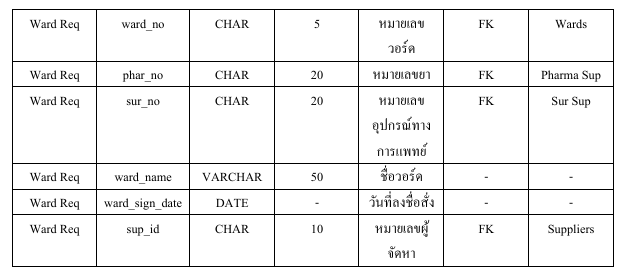 Ward Req ward_no CHAR 5 หมายเลข FK Wards
วอร์ด
Ward Req phar_no CHAR 20 หมายเลขยา FK Pharma Sup
Ward Req sur_no CHAR 20 หมายเลข FK Sur Sup
อุปกรณ์ทาง
การแพทย์
Ward Req ward_name VARCHAR 50 ชื่อวอร์ด - -
Ward Req ward_sign_date DATE - วันที่ลงชื่อสั่ง - -
Ward Req sup_id CHAR 10 หมายเลขผู้ FK Suppliers
จัดหา